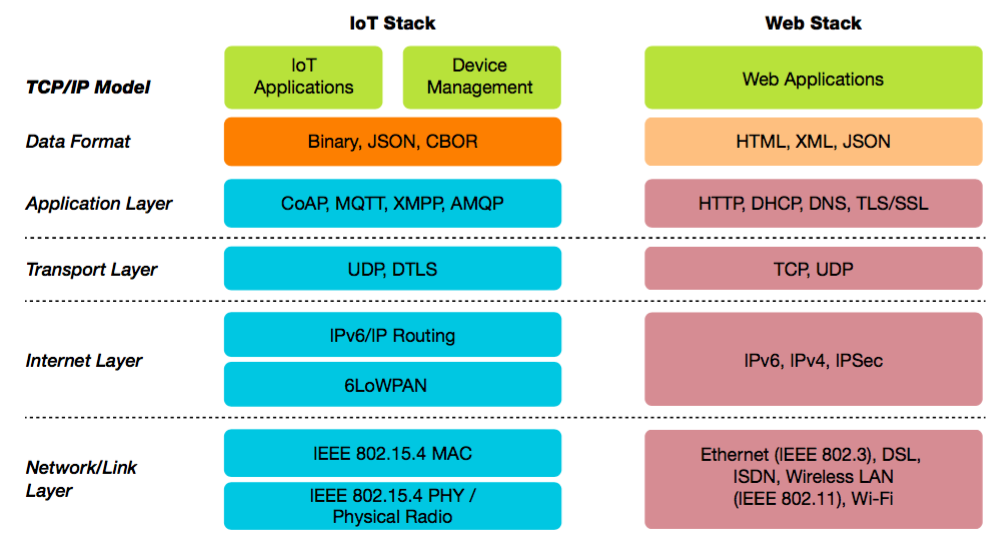 IoT Stack
Web Stack
TCP/IP Model
IoT
Applications
Device
Management
Web Applications
Data Format
Binary, JSON, CBOR
HTML, XML, JSON
Application Layer
CoAP, MQTT, XMPP, AMQP
HTTP, DHCP, DNS, TLS/SSL
Transport Layer
UDP, DTLS
TCP, UDP
Internet Layer
IPv6/IP Routing
6LoWPAN
IPv6, IPv4, IPSec
Network/Link
Layer
IEEE 802.15.4 MAC
IEEE 802.15.4 PHY /
Physical Radio
Ethernet (IEEE 802.3), DSL,
ISDN, Wireless LAN
(IEEE 802.11), Wi-Fi